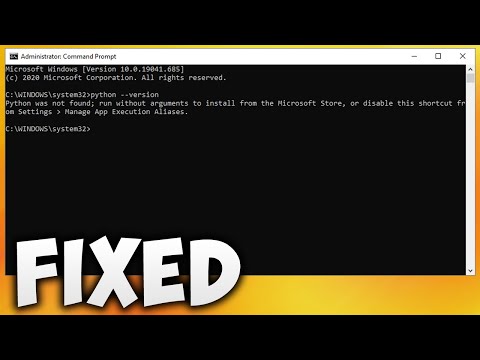 Administrator: Command Prompt
Microsoft Windows [Version 10.0.19041.685]
(c) 2020 Microsoft Corporation. All rights reserved.
C:\WINDOWS\system32>python --version
Python was not found; run without arguments to install from the Microsoft Store, or disable this shortcut fr
om Settings > Manage App Execution Aliases.
C:\WINDOWS\system32>
FIXED